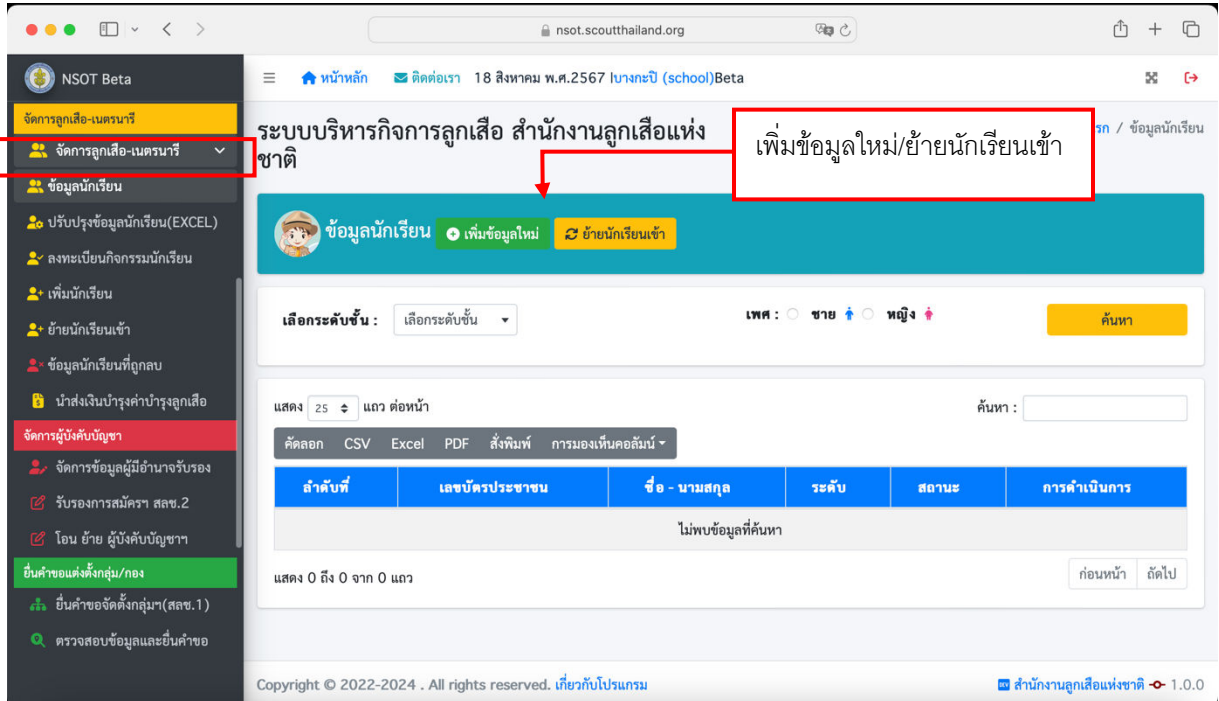 nsot.scoutthailand.org
NSOT Beta
หน้าหลัก ติดต่อเรา 18 สิงหาคม พ.ศ.2567 |บางกะปิ (school)Beta
จัดการลูกเสือ-เนตรนารี
จัดการลูกเสือ-เนตรนารี
ข้อมูลนักเรียน
ปรับปรุงข้อมูลนักเรียน(EXCEL)
ลงทะเบียนกิจกรรมนักเรียน
เพิ่มนักเรียน
ย้ายนักเรียนเข้า
ข้อมูลนักเรียนที่ถูกลบ
นำส่งเงินบำรุงค่าบำรุงลูกเสือ
จัดการผู้บังคับบัญชา
จัดการข้อมูลผู้มีอำนาจรับรอง
รับรองการสมัครฯ สลช.2
โอน ย้าย ผู้บังคับบัญชาฯ
ยื่นคำขอแต่งตั้งกลุ่ม/กอง
ยื่นคำขอจัดตั้งกลุ่มฯ(สลช.1)
ตรวจสอบข้อมูลและยื่นคำขอ
ระบบบริหารกิจการลูกเสือ สำนักงานลูกเสือแห่ง
ชาติ
เพิ่มข้อมูลใหม่/ย้ายนักเรียนเข้า
รก / ข้อมูลนักเรียน
ข้อมูลนักเรียน เพิ่มข้อมูลใหม่ ย้ายนักเรียนเข้า
เลือกระดับชั้น : เลือกระดับชั้น เพศ : ชาย หญิง ค้นหา
แสดง 25 แถว ต่อหน้า ค้นหา :
คัดลอก CSV Excel PDF สั่งพิมพ์ การมองเห็นคอลัมน์
ลำดับที่ เลขบัตรประชาชน ชื่อ - นามสกุล ระดับ สถานะ การดำเนินการ
ไม่พบข้อมูลที่ค้นหา
แสดง 0 ถึง 0 จาก 0 แถว ก่อนหน้า ถัดไป
Copyright © 2022-2024 . All rights reserved. เกี่ยวกับโปรแกรม สำนักงานลูกเสือแห่งชาติ 1.0.0